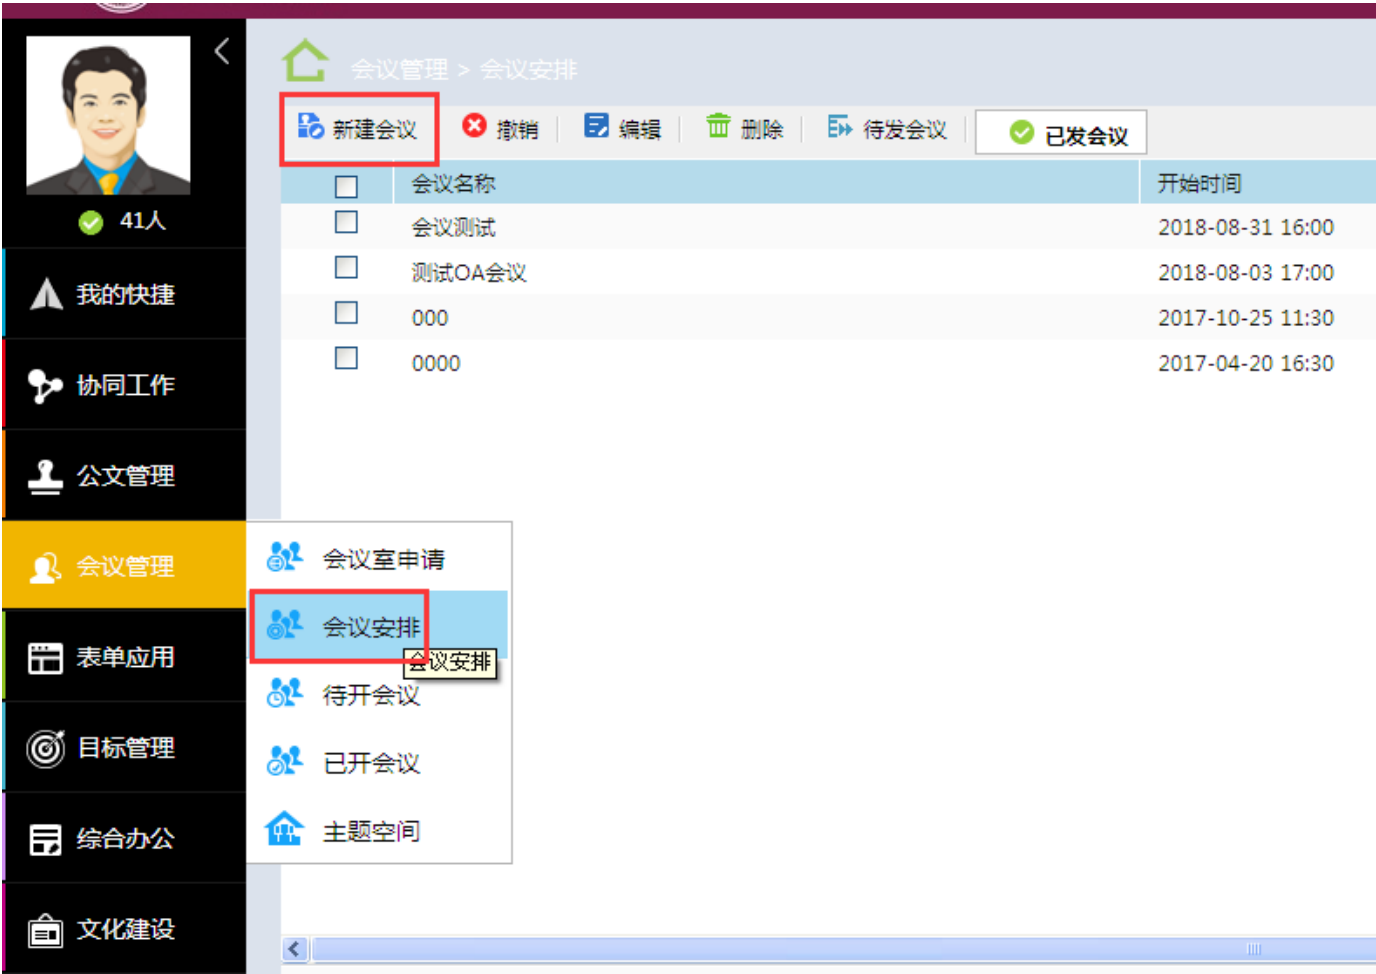 会议管理 > 会议安排
新建会议 撤销 编辑 删除 待发会议 已发会议
会议名称 开始时间
会议测试 2018-08-31 16:00
测试OA会议 2018-08-03 17:00
000 2017-10-25 11:30
0000 2017-04-20 16:30
41人
我的快捷
协同工作
公文管理
会议管理
表单应用
目标管理
综合办公
文化建设
会议室申请
会议安排
会议安排
待开会议
已开会议
主题空间